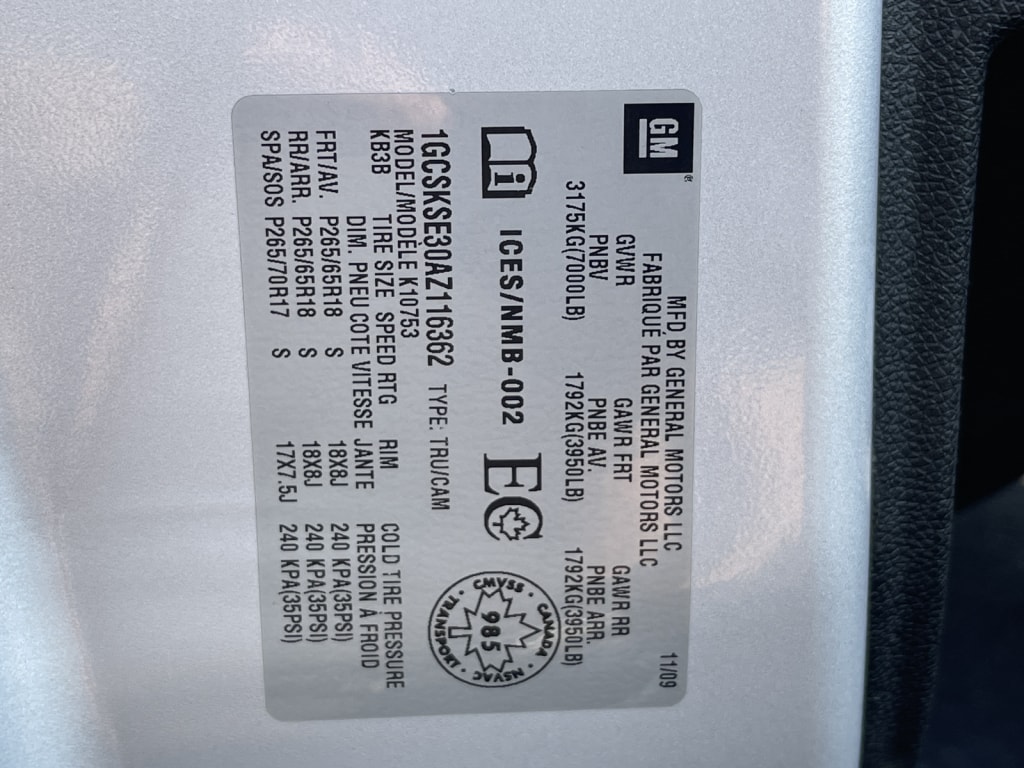 GM®
MFD BY GENERAL MOTORS LLC 11/09
FABRIQUÉ PAR GENERAL MOTORS LLC
GVWR GAWR FRT GAWR RR
PNBV PNBE AV. PNBE ARR.
3175KG(7000LB) 1792KG(3950LB) 1792KG(3950LB)
i ICES/NMB-002 EC
CMVSS · CANADA · NSVAC · TRANSPORT ·
985
1GCSKSE30AZ116362 TYPE: TRU/CAM
MODEL/MODÈLE K10753
KB3B TIRE SIZE SPEED RTG RIM COLD TIRE PRESSURE
DIM. PNEU COTE VITESSE JANTE PRESSION À FROID
FRT/AV. P265/65R18 S 18X8J 240 KPA(35PSI)
RR/ARR. P265/65R18 S 18X8J 240 KPA(35PSI)
SPA/SOS P265/70R17 S 17X7.5J 240 KPA(35PSI)